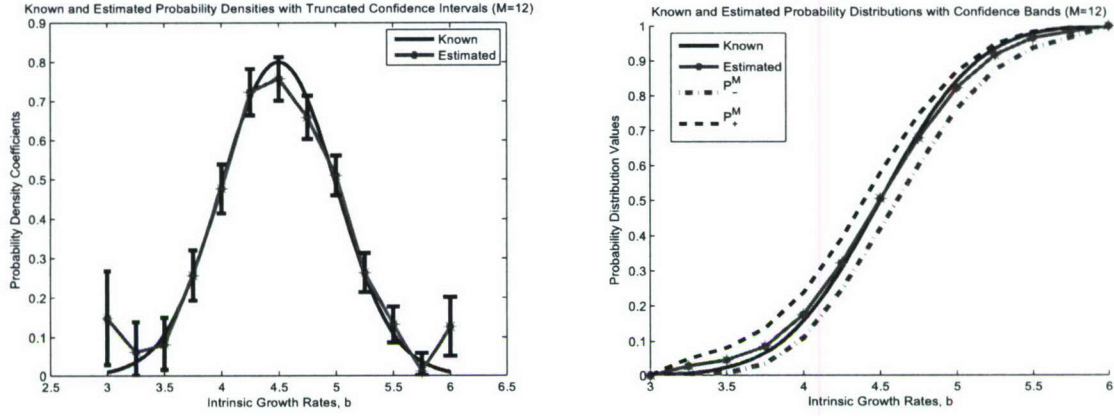 Known and Estimated Probability Densities with Truncated Confidence Intervals (M=12)
0.9
0.8
0.7
0.6
0.5
0.4
0.3
0.2
0.1
0
Probability Density Coefficients
Known
Estimated
2.5 3 3.5 4 4.5 5 5.5 6 6.5
Intrinsic Growth Rates, b
Known and Estimated Probability Distributions with Confidence Bands (M=12)
1
0.9
0.8
0.7
0.6
0.5
0.4
0.3
0.2
0.1
0
Probability Distribution Values
Known
Estimated
P^M_-
P^M_+
3 3.5 4 4.5 5 5.5 6
Intrinsic Growth Rates, b